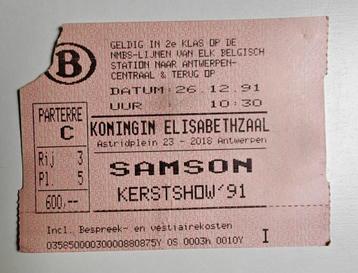 B
GELDIG IN 2e KLAS OP DE
NMBS-LIJNEN VAN ELK BELGISCH
STATION NAAR ANTWERPEN-
CENTRAAL & TERUG OP
DATUM: 26.12.91
UUR 10:30
PARTERRE
C
Rij 3
Pl. 5
600,--
KONINGIN ELISABETHZAAL
Astridplein 23 - 2018 Antwerpen
SAMSON
KERSTSHOW'91
Incl. Bespreek- en vestiairekosten
03585000030000880875Y OS 0003h 0010Y
I